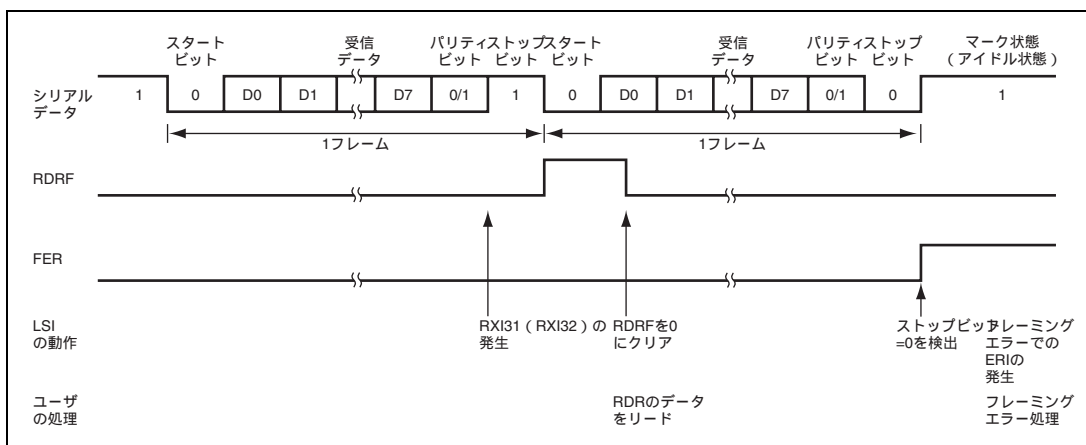 スタート
ビット
受信
データ
パリティ
ビット
ストップ
ビット
スタート
ビット
受信
データ
パリティ
ビット
ストップ
ビット
マーク状態
(アイドル状態)
シリアル
データ
1 0 D0 D1 D7 0/1 1 0 D0 D1 D7 0/1 0 1
1フレーム 1フレーム
RDRF
FER
LSI
の動作
RXI31(RXI32)の
発生
RDRFを0
にクリア
ストップビット
=0を検出
フレーミング
エラーでの
ERIの
発生
ユーザ
の処理
RDRのデータ
をリード
フレーミング
エラー処理